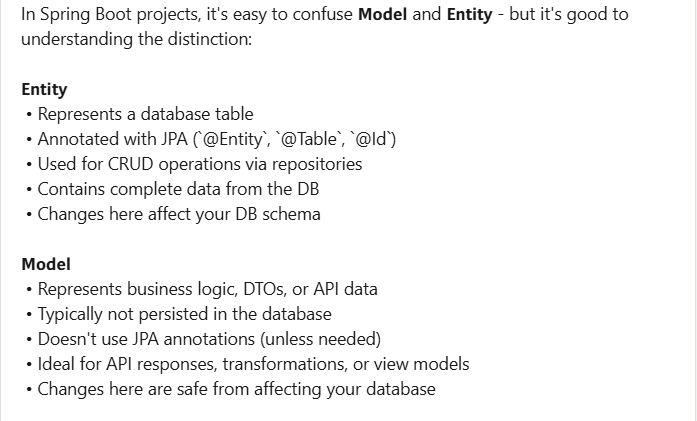 In Spring Boot projects, it's easy to confuse Model and Entity - but it's good to
understanding the distinction:
Entity
• Represents a database table
• Annotated with JPA (`@Entity`, `@Table`, `@Id`)
• Used for CRUD operations via repositories
• Contains complete data from the DB
• Changes here affect your DB schema
Model
• Represents business logic, DTOs, or API data
• Typically not persisted in the database
• Doesn't use JPA annotations (unless needed)
• Ideal for API responses, transformations, or view models
• Changes here are safe from affecting your database